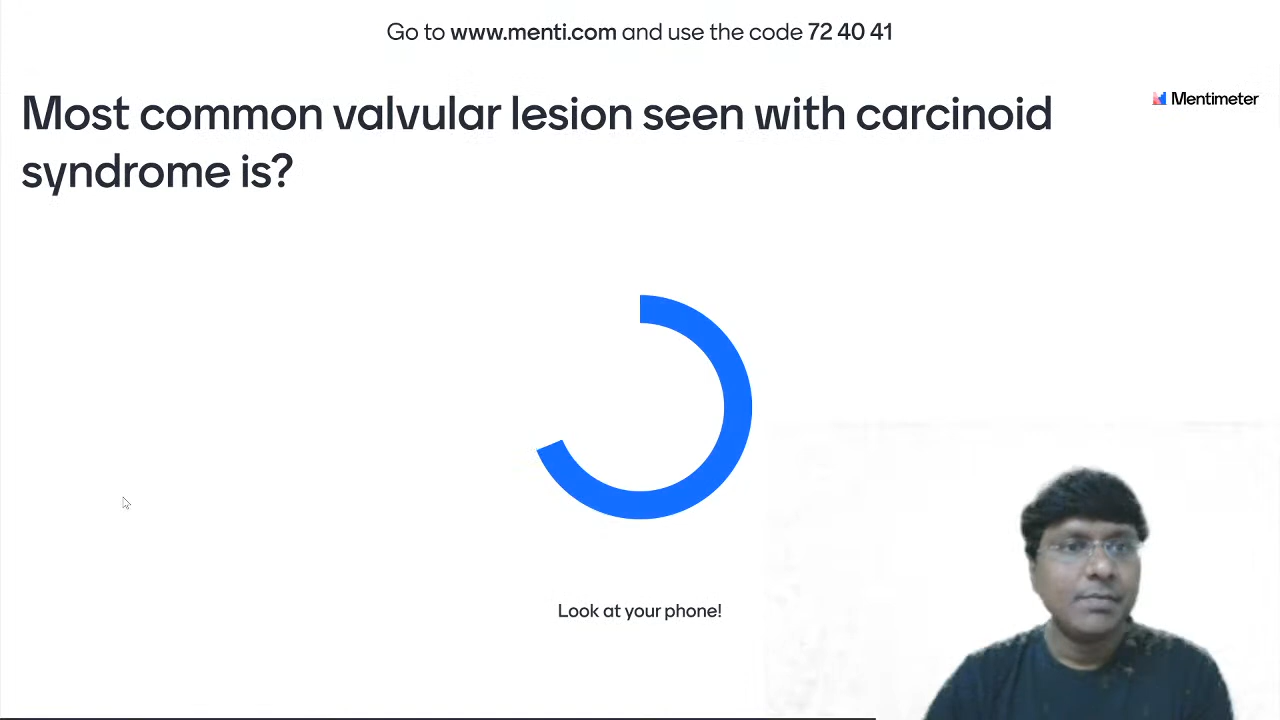 Go to www.menti.com and use the code 72 40 41
Mentimeter
Most common valvular lesion seen with carcinoid
syndrome is?
Look at your phone!